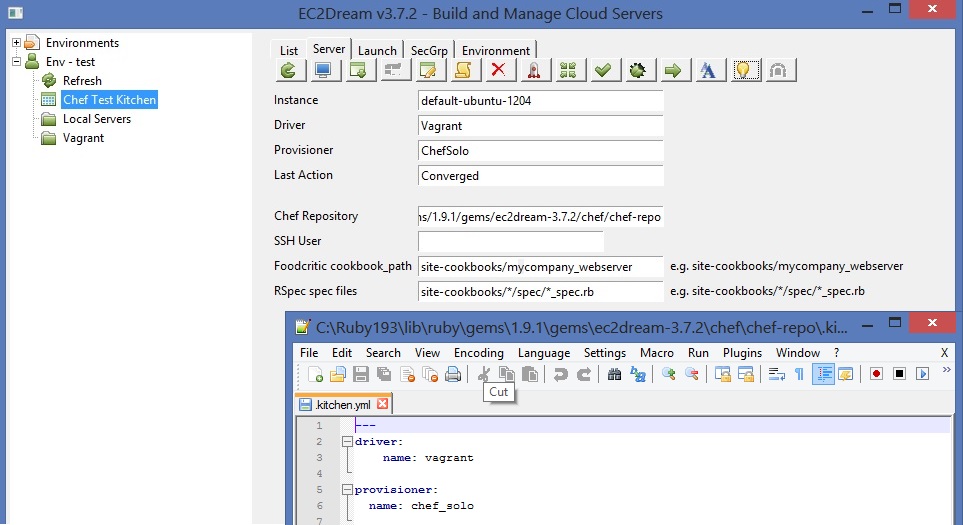 EC2Dream v3.7.2 - Build and Manage Cloud Servers
Environments
Env - test
Refresh
Chef Test Kitchen
Local Servers
Vagrant
List Server Launch SecGrp Environment
Instance default-ubuntu-1204
Driver Vagrant
Provisioner ChefSolo
Last Action Converged
Chef Repository ns/1.9.1/gems/ec2dream-3.7.2/chef/chef-repo
SSH User
Foodcritic cookbook_path site-cookbooks/mycompany_webserver e.g. site-cookbooks/mycompany_webserver
RSpec spec files site-cookbooks/*/spec/*_spec.rb e.g. site-cookbooks/*/spec/*_spec.rb
C:\Ruby193\lib\ruby\gems\1.9.1\gems\ec2dream-3.7.2\chef\chef-repo\.ki...
File Edit Search View Encoding Language Settings Macro Run Plugins Window ? X
Cut
.kitchen.yml
1 ---
2 driver:
3 name: vagrant
4
5 provisioner:
6 name: chef_solo
7